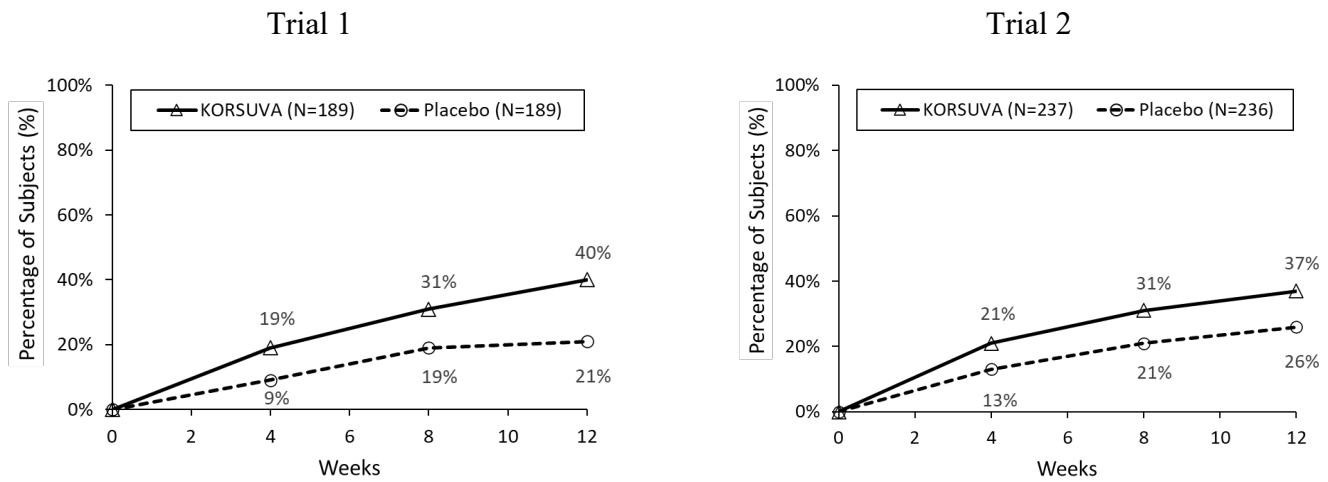 Trial 1
Percentage of Subjects (%)
100%
80%
60%
40%
20%
0%
KORSUVA (N=189) Placebo (N=189)
19%
31%
40%
9%
19%
21%
0 2 4 6 8 10 12
Weeks
Trial 2
Percentage of Subjects (%)
100%
80%
60%
40%
20%
0%
KORSUVA (N=237) Placebo (N=236)
21%
31%
37%
13%
21%
26%
0 2 4 6 8 10 12
Weeks